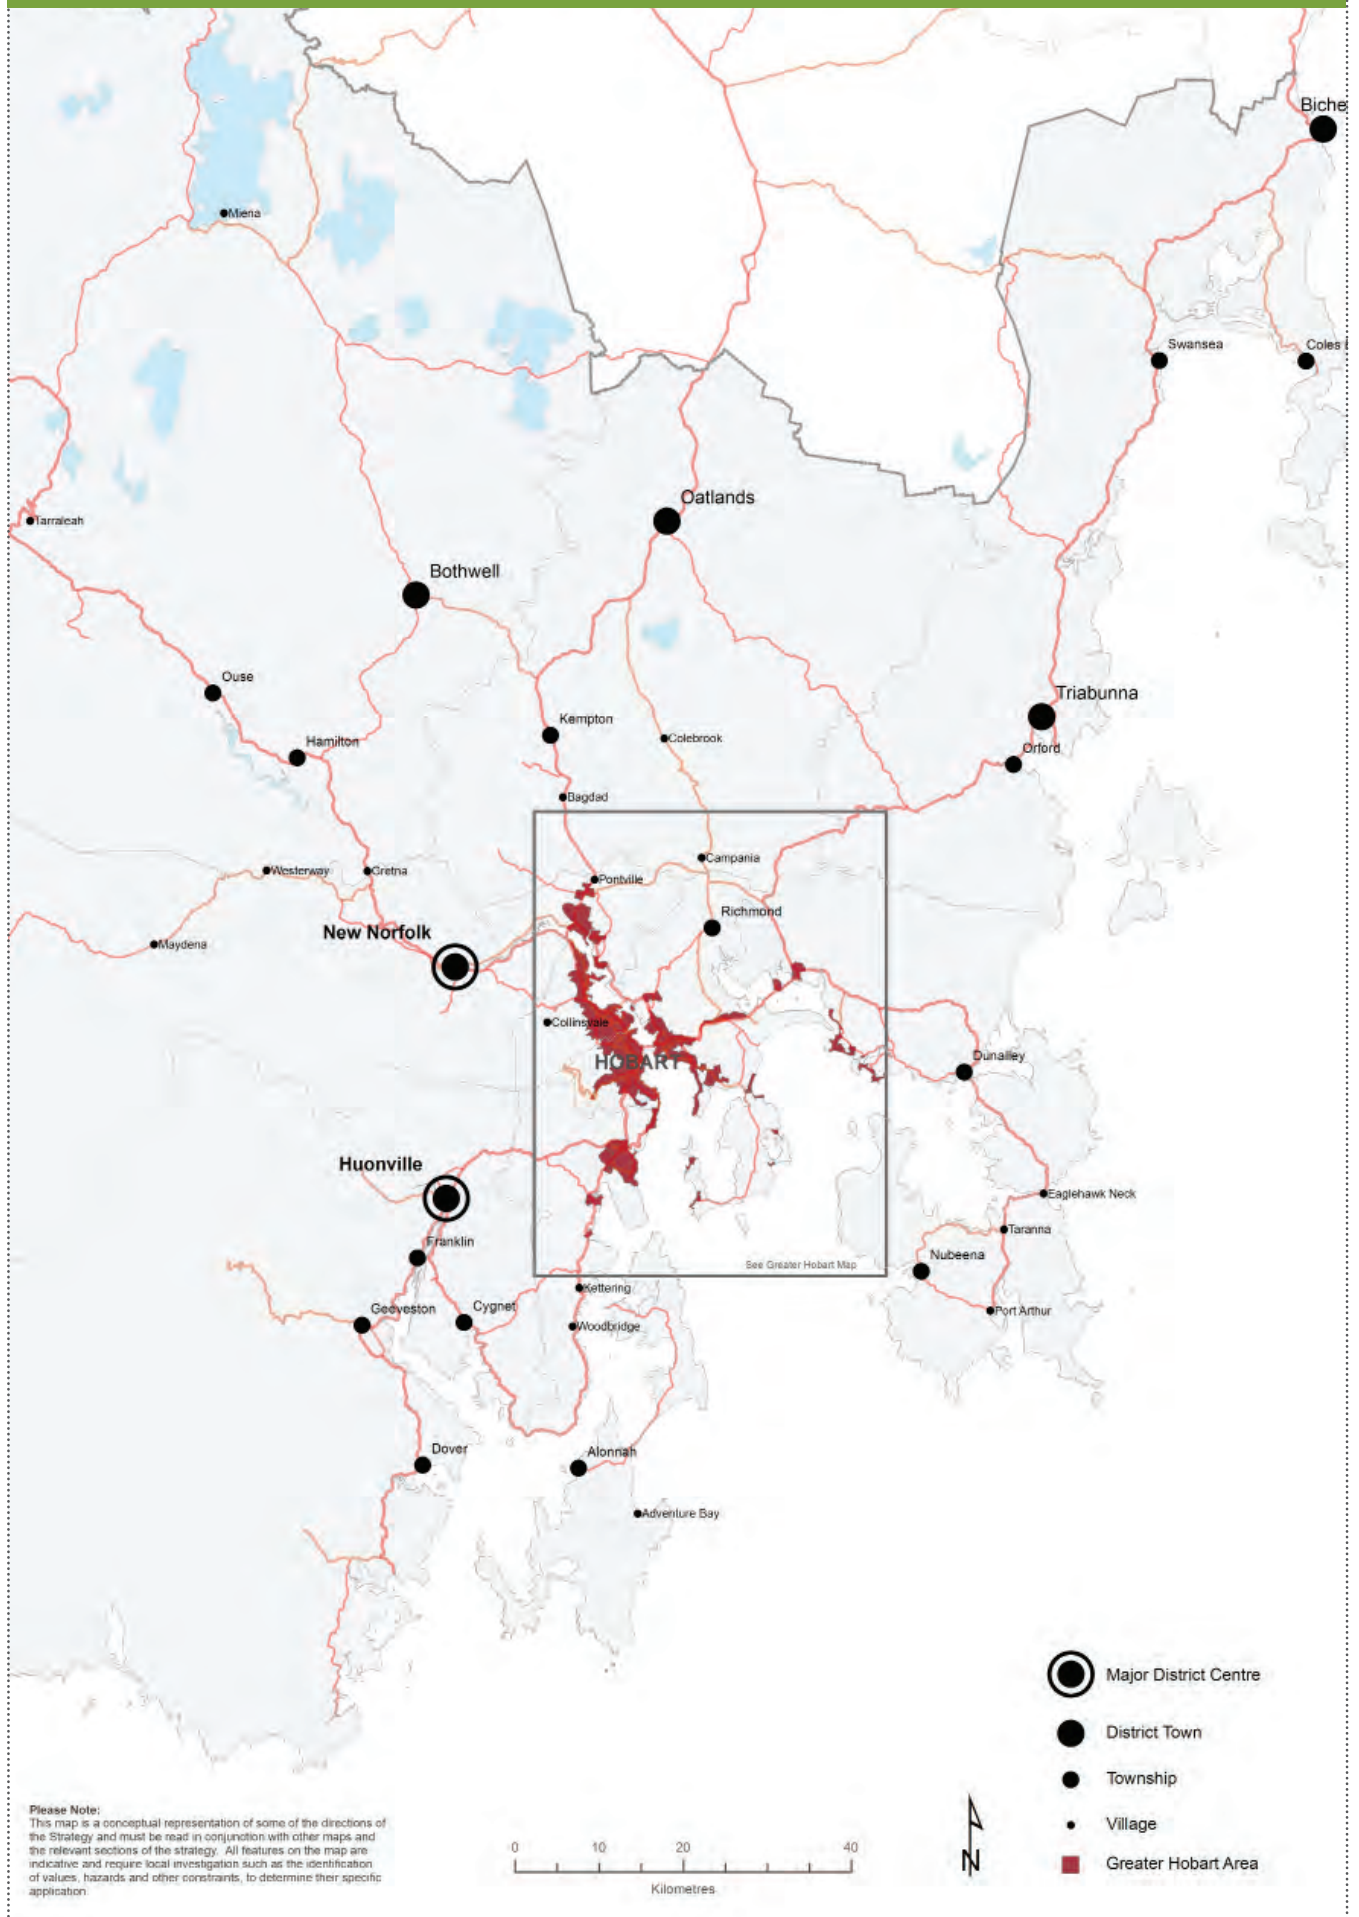 Biche
Miena
Swansea
Coles
Oatlands
Tarraleah
Bothwell
Ouse
Triabunna
Kempton
Colebrook
Hamilton
Orford
Bagdad
Campania
Westerway
Gretna
Pontville
Richmond
New Norfolk
Maydena
Collinsvale
HOBART
Dunalley
Huonville
Eaglehawk Neck
Taranna
Franklin
Nubeena
See Greater Hobart Map
Kettering
Geeveston
Cygnet
Port Arthur
Woodbridge
Dover
Alonnah
Adventure Bay
Major District Centre
District Town
Township
Village
Greater Hobart Area
Please Note:
This map is a conceptual representation of some of the directions of
the Strategy and must be read in conjunction with other maps and
the relevant sections of the strategy. All features on the map are
indicative and require local investigation such as the identification
of values, hazards and other constraints, to determine their specific
application
0 10 20 40
Kilometres
N